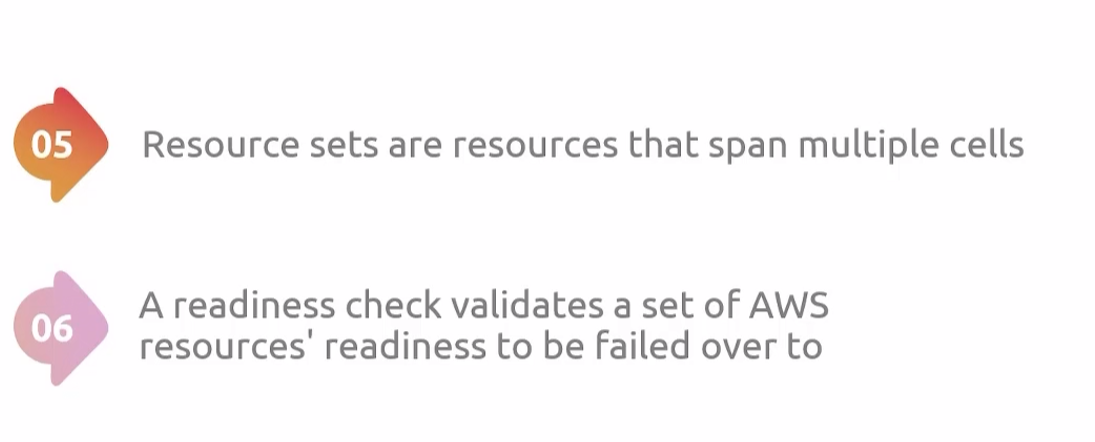 05
Resource sets are resources that span multiple cells
06
A readiness check validates a set of AWS
resources' readiness to be failed over to